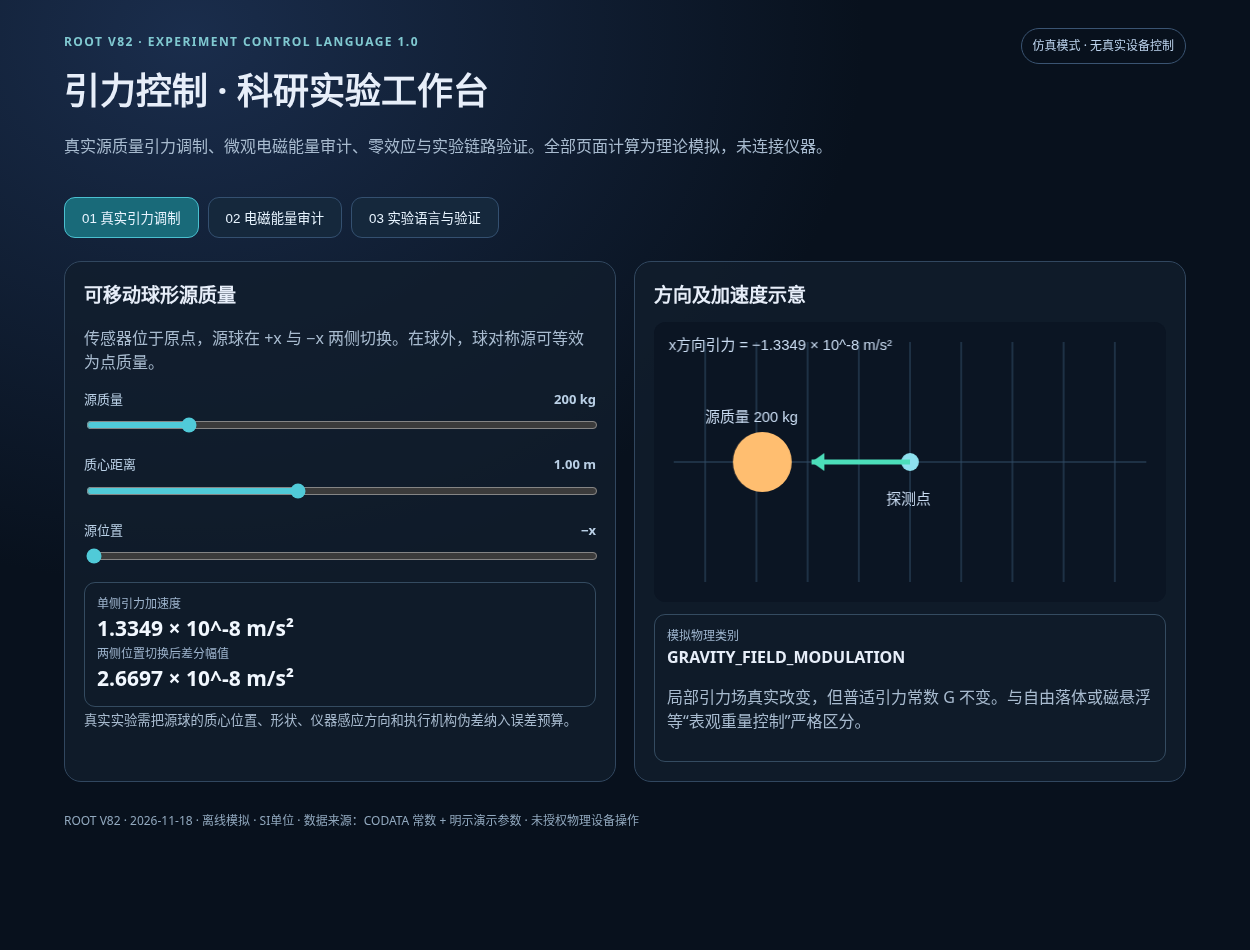 ROOT V82 · EXPERIMENT CONTROL LANGUAGE 1.0
仿真模式 · 无真实设备控制
引力控制 · 科研实验工作台
真实源质量引力调制、微观电磁能量审计、零效应与实验链路验证。全部页面计算为理论模拟，未连接仪器。
01 真实引力调制
02 电磁能量审计
03 实验语言与验证
可移动球形源质量
传感器位于原点，源球在 +x 与 −x 两侧切换。在球外，球对称源可等效
为点质量。
源质量
200 kg
质心距离
1.00 m
源位置
−x
单侧引力加速度
1.3349 × 10^-8 m/s²
两侧位置切换后差分幅值
2.6697 × 10^-8 m/s²
真实实验需把源球的质心位置、形状、仪器感应方向和执行机构伪差纳入误差预算。
方向及加速度示意
x方向引力 = −1.3349 × 10^-8 m/s²
源质量 200 kg
探测点
模拟物理类别
GRAVITY_FIELD_MODULATION
局部引力场真实改变，但普适引力常数 G 不变。与自由落体或磁悬浮
等“表观重量控制”严格区分。
ROOT V82 · 2026-11-18 · 离线模拟 · SI单位 · 数据来源：CODATA 常数 + 明示演示参数 · 未授权物理设备操作